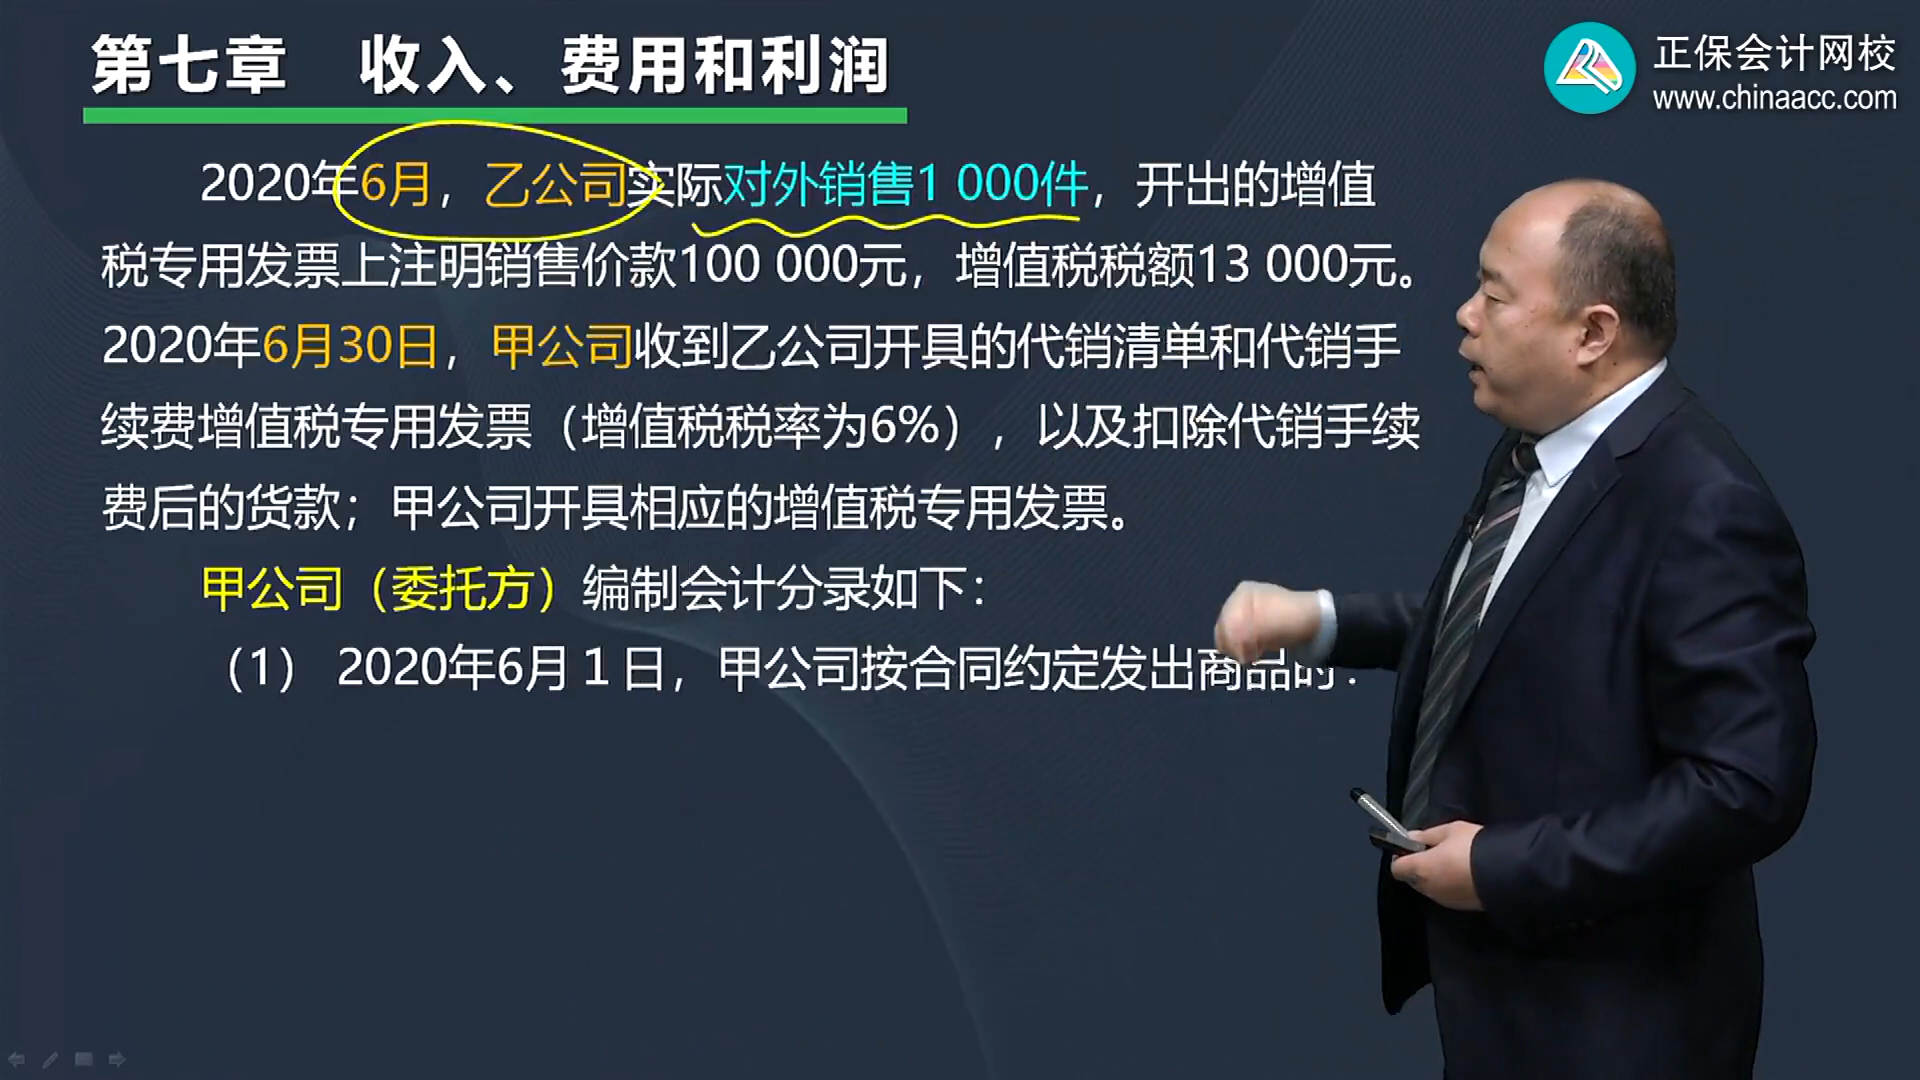 第七章 收入、费用和利润
正保会计网校
www.chinaacc.com
2020年6月，乙公司实际对外销售1 000件，开出的增值
税专用发票上注明销售价款100 000元，增值税税额13 000元。
2020年6月30日，甲公司收到乙公司开具的代销清单和代销手
续费增值税专用发票（增值税税率为6%），以及扣除代销手续
费后的货款；甲公司开具相应的增值税专用发票。
甲公司（委托方）编制会计分录如下：
（1） 2020年6月1日，甲公司按合同约定发出商品时：